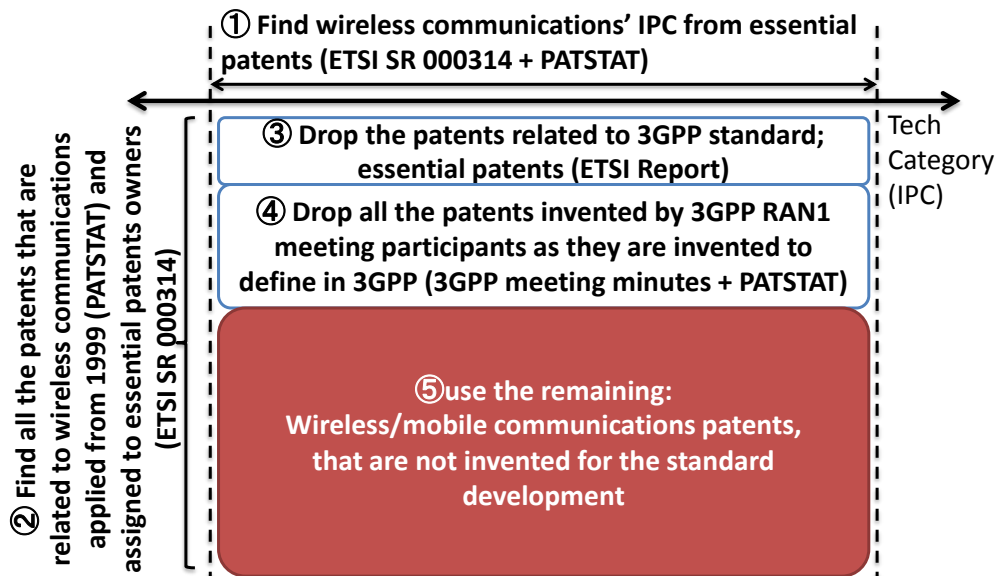 ① Find wireless communications’ IPC from essential
patents (ETSI SR 000314 + PATSTAT)
Tech
Category
(IPC)
② Find all the patents that are
related to wireless communications
applied from 1999 (PATSTAT) and
assigned to essential patents owners
(ETSI SR 000314)
③ Drop the patents related to 3GPP standard;
essential patents (ETSI Report)
④ Drop all the patents invented by 3GPP RAN1
meeting participants as they are invented to
define in 3GPP (3GPP meeting minutes + PATSTAT)
⑤use the remaining:
Wireless/mobile communications patents,
that are not invented for the standard
development